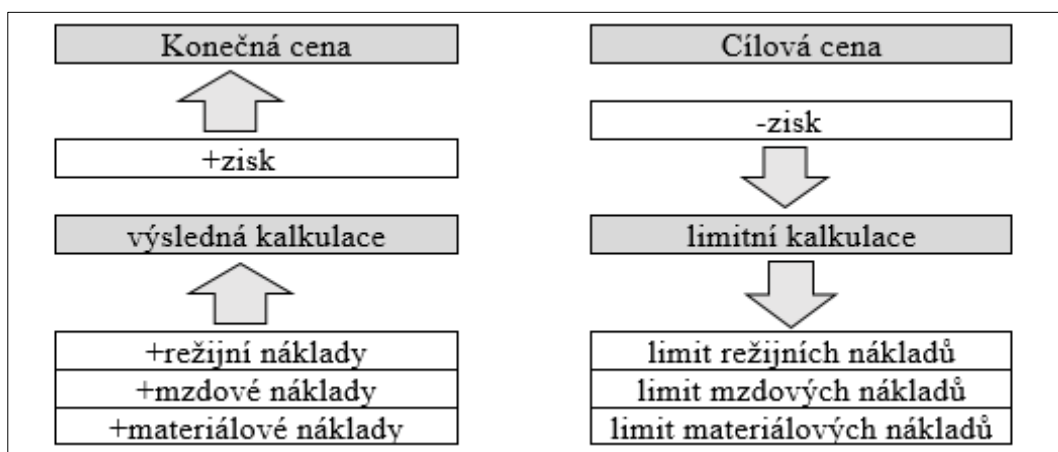 Konečná cena
+zisk
výsledná kalkulace
+režijní náklady
+mzdové náklady
+materiálové náklady
Cílová cena
-zisk
limitní kalkulace
limit režijních nákladů
limit mzdových nákladů
limit materiálových nákladů